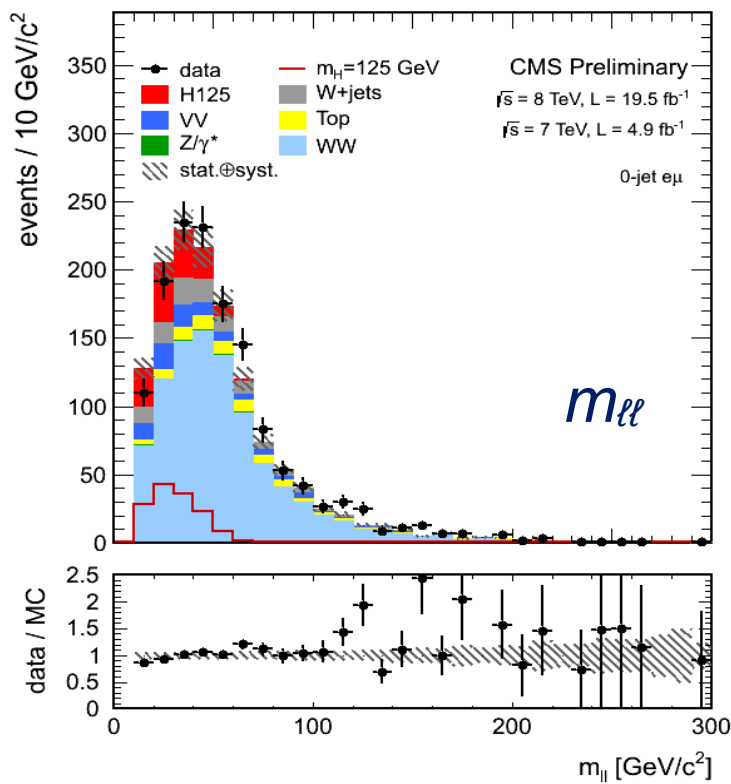 events / 10 GeV/c²
350
300
250
200
150
100
50
0
data
H125
VV
Z/γ*
stat.⊕syst.
m_H=125 GeV
W+jets
Top
WW
CMS Preliminary
√s = 8 TeV, L = 19.5 fb⁻¹
√s = 7 TeV, L = 4.9 fb⁻¹
0-jet eμ
m_ℓℓ
data / MC
2.5
2
1.5
1
0.5
0
0 100 200 300
m_ll [GeV/c²]